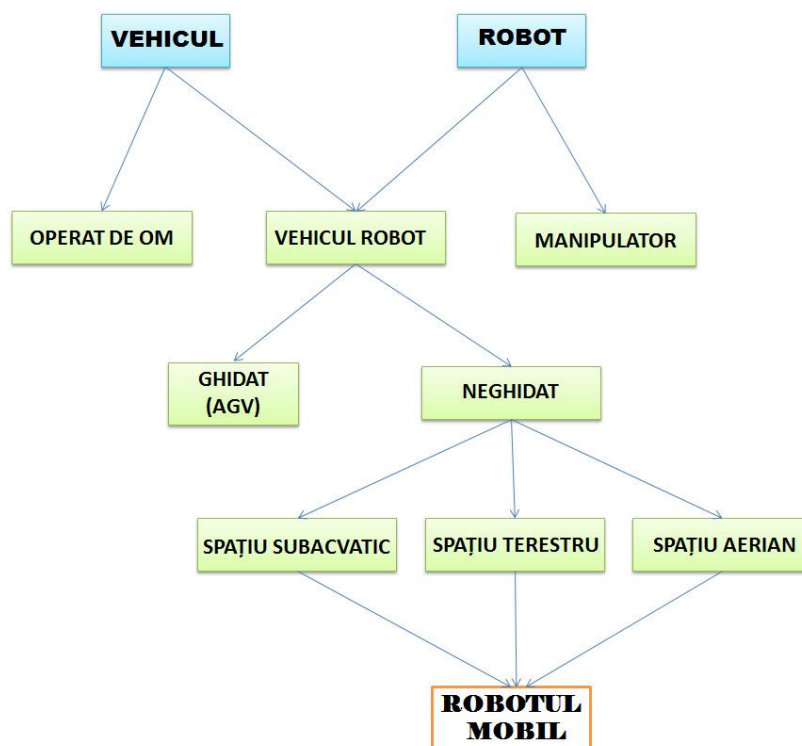 VEHICUL
ROBOT
OPERAT DE OM
VEHICUL ROBOT
MANIPULATOR
GHIDAT
(AGV)
NEGHIDAT
SPAȚIU SUBACVATIC
SPAȚIU TERESTRU
SPAȚIU AERIAN
ROBOTUL
MOBIL